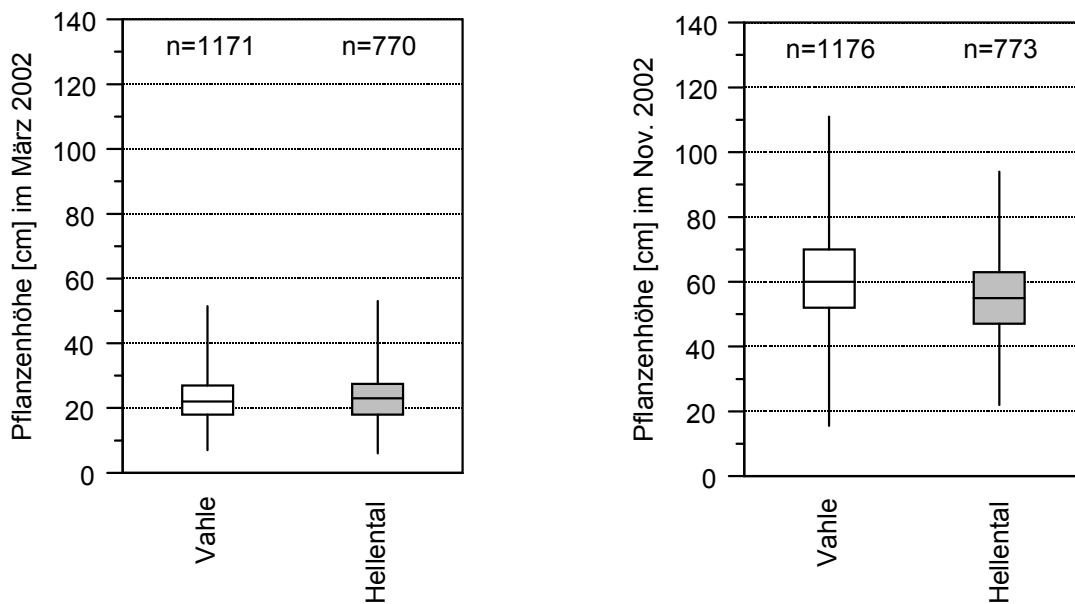 Pflanzenhöhe [cm] im März 2002
140
120
100
80
60
40
20
0
n=1171 n=770
Vahle
Hellental
Pflanzenhöhe [cm] im Nov. 2002
140
120
100
80
60
40
20
0
n=1176 n=773
Vahle
Hellental